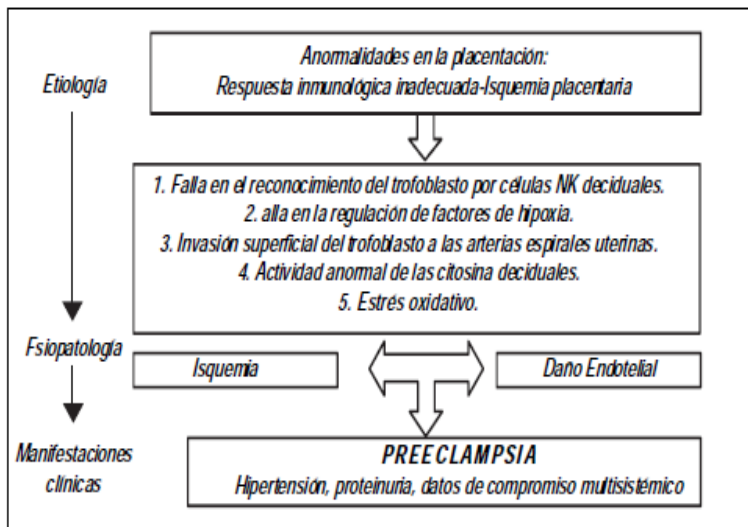 Etiología
Anormalidades en la placentación:
Respuesta inmunológica inadecuada-Isquemia placentaria
1. Falla en el reconocimiento del trofoblasto por células NK deciduales.
2. alla en la regulación de factores de hipoxia.
3. Invasión superficial del trofoblasto a las arterias espirales uterinas.
4. Actividad anormal de las citosina deciduales.
5. Estrés oxidativo.
Fsiopatología
Isquemia
Daño Endotelial
Manifestaciones
clínicas
PREECLAMPSIA
Hipertensión, proteinuria, datos de compromiso multisistémico